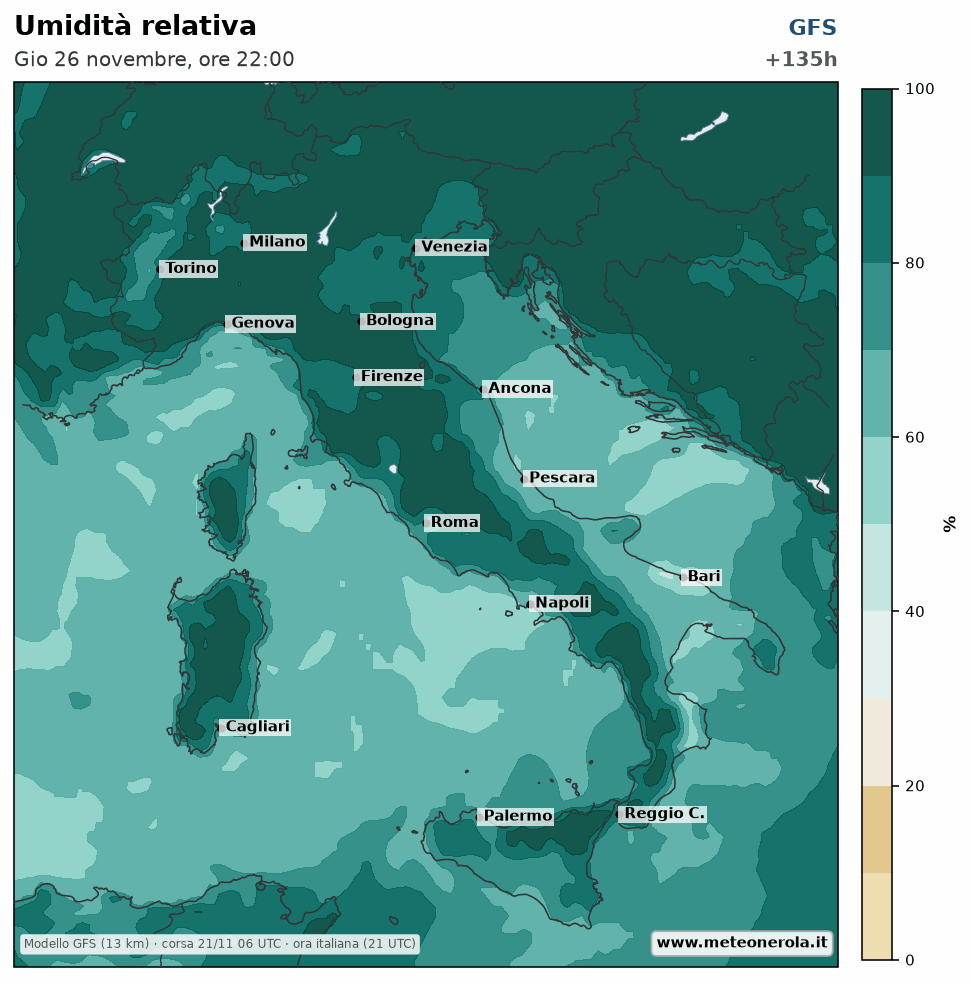 Umidità relativa
GFS
Gio 26 novembre, ore 22:00
+135h
100
80
60
40
20
0
%
Milano
Venezia
Torino
Genova
Bologna
Firenze
Ancona
Pescara
Roma
Bari
Napoli
Cagliari
Palermo
Reggio C.
Modello GFS (13 km) · corsa 21/11 06 UTC · ora italiana (21 UTC)
www.meteonerola.it